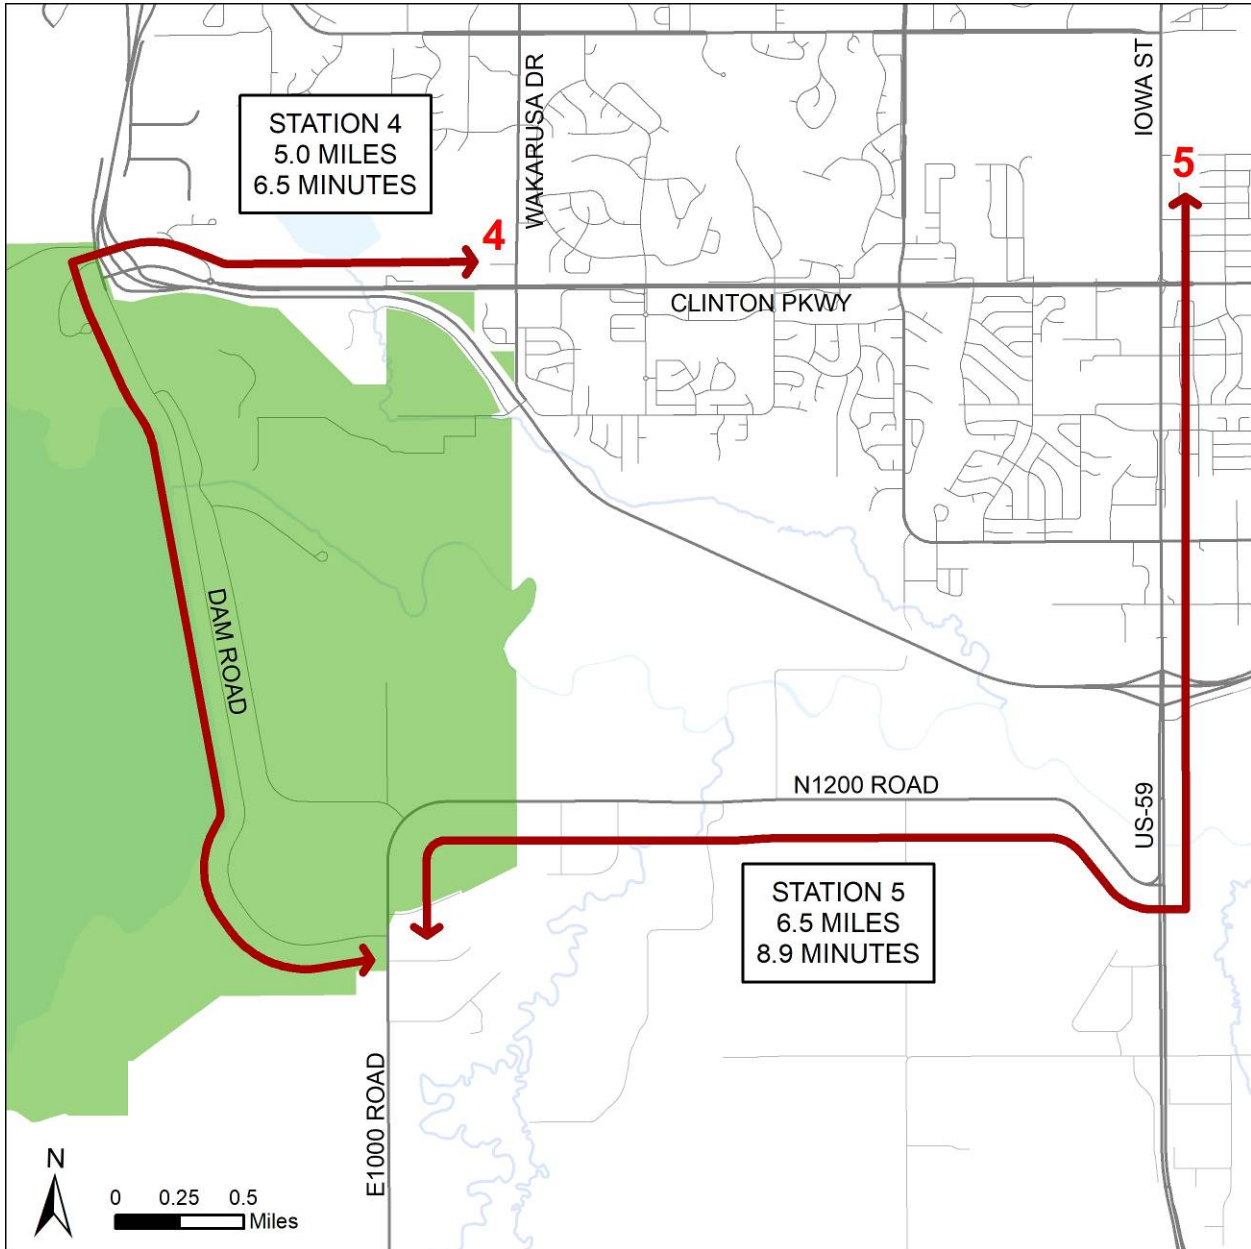 STATION 4
5.0 MILES
6.5 MINUTES
WAKARUSA DR
IOWA ST
5
4
CLINTON PKWY
DAM ROAD
N1200 ROAD
US-59
STATION 5
6.5 MILES
8.9 MINUTES
E1000 ROAD
N
0 0.25 0.5
Miles